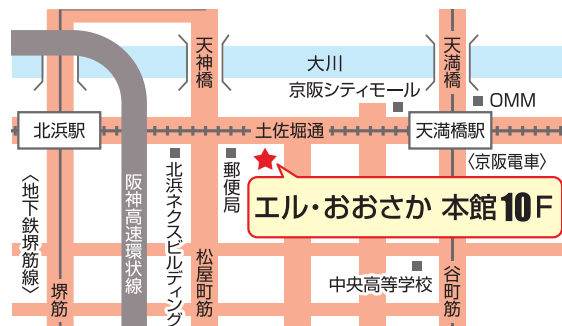 天神橋
大川
天満橋
京阪シティモール
OMM
北浜駅
土佐堀通
天満橋駅
〈京阪電車〉
〈地下鉄堺筋線〉
阪神高速環状線
北浜ネクスビルディング
郵便局
エル・おおさか 本館10F
松屋町筋
中央高等学校
堺筋
谷町筋